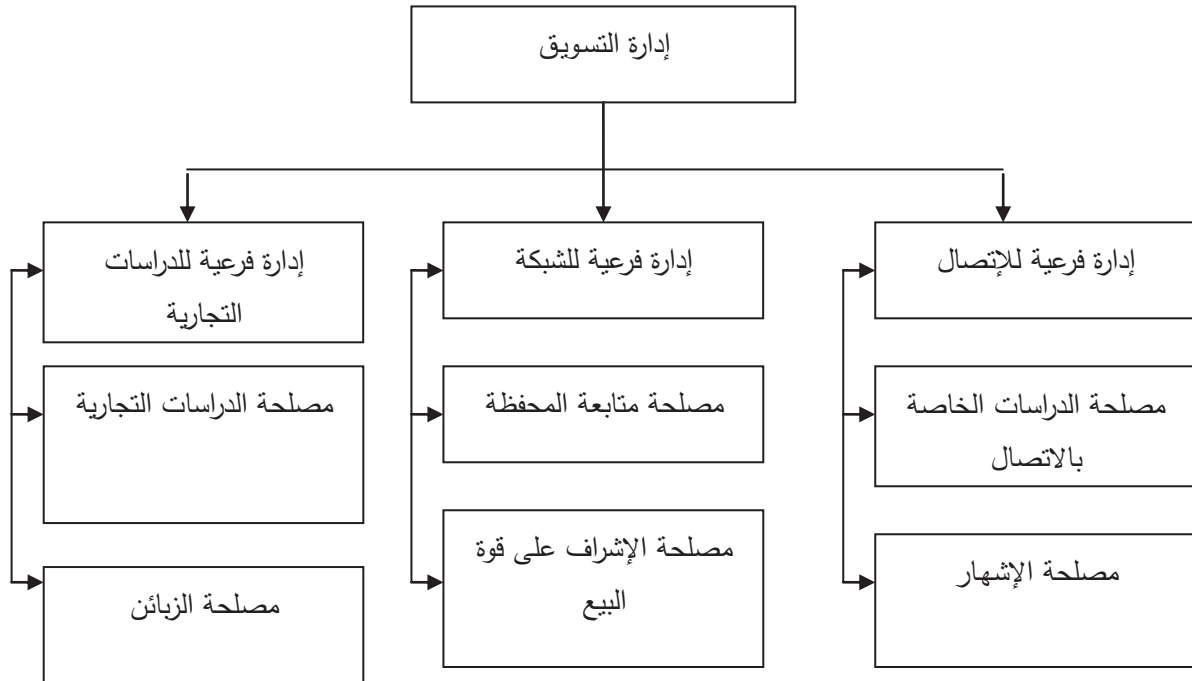 إدارة التسويق
إدارة فرعية للإتصال
إدارة فرعية للشبكة
إدارة فرعية للدراسات
التجارية
مصلحة الدراسات الخاصة
بالاتصال
مصلحة متابعة المحفظة
مصلحة الدراسات التجارية
مصلحة الإشهار
مصلحة الإشراف على قوة
البيع
مصلحة الزبائن